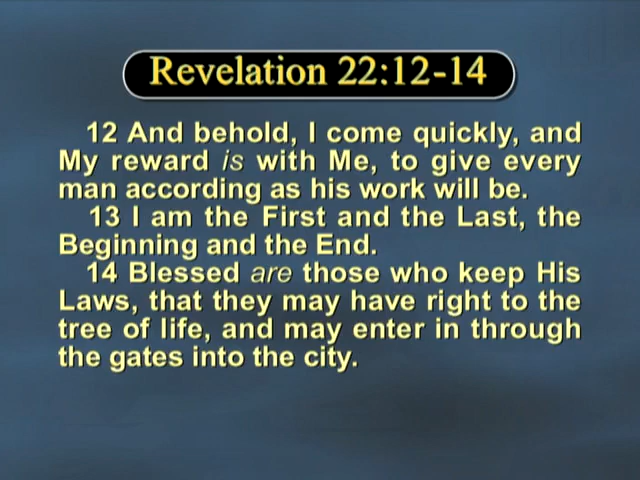 Revelation 22:12-14
12 And behold, I come quickly, and
My reward is with Me, to give every
man according as his work will be.
13 I am the First and the Last, the
Beginning and the End.
14 Blessed are those who keep His
Laws, that they may have right to the
tree of life, and may enter in through
the gates into the city.